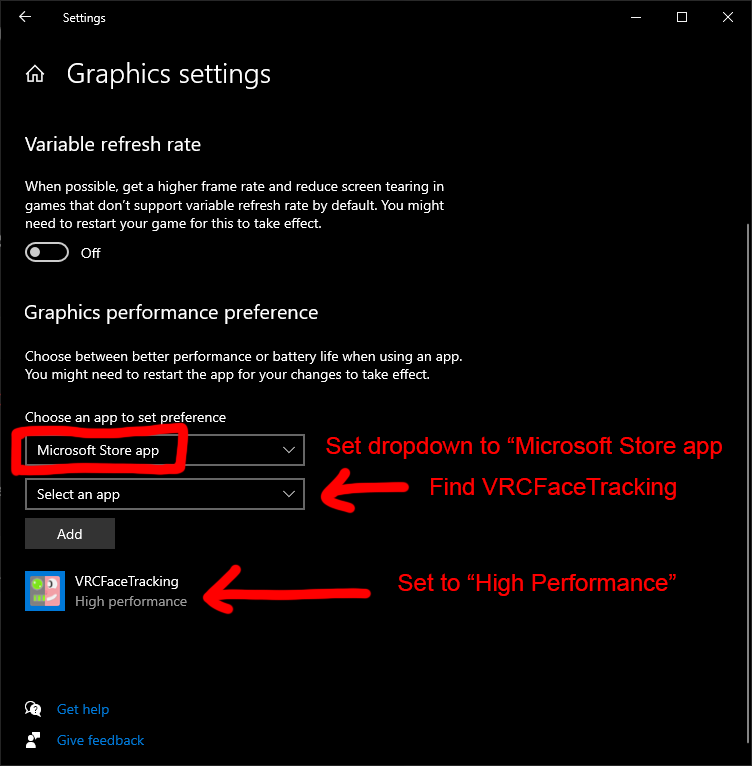 Settings
Graphics settings
Variable refresh rate
When possible, get a higher frame rate and reduce screen tearing in
games that don't support variable refresh rate by default. You might
need to restart your game for this to take effect.
Off
Graphics performance preference
Choose between better performance or battery life when using an app.
You might need to restart the app for your changes to take effect.
Choose an app to set preference
Microsoft Store app
Set dropdown to “Microsoft Store app
Select an app
Find VRCFaceTracking
Add
VRCFaceTracking
High performance
Set to “High Performance”
Get help
Give feedback